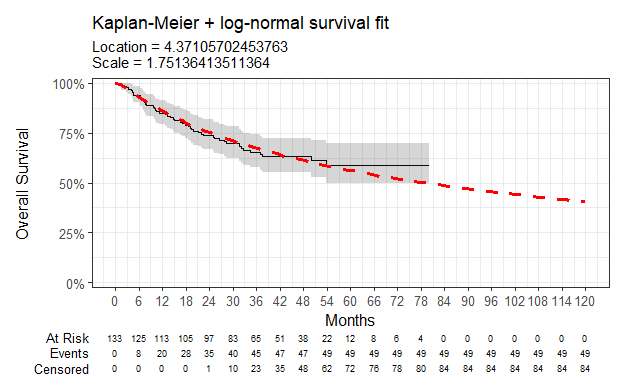 Kaplan-Meier + log-normal survival fit
Location = 4.37105702453763
Scale = 1.75136413511364
100%
75%
50%
25%
0%
Overall Survival
0 6 12 18 24 30 36 42 48 54 60 66 72 78 84 90 96 102 108 114 120
Months
At Risk 133 125 113 105 97 83 65 51 38 22 12 8 6 4 0 0 0 0 0 0 0
Events 0 8 20 28 35 40 45 47 47 49 49 49 49 49 49 49 49 49 49 49 49
Censored 0 0 0 0 1 10 23 35 48 62 72 76 78 80 84 84 84 84 84 84 84